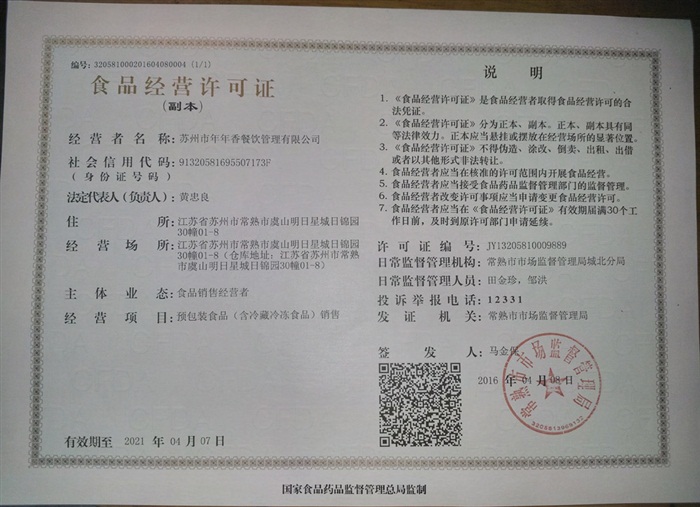 编号: 320581000201604080004 (1/1)
食品经营许可证
(副本)
经营者名称: 苏州市年年香餐饮管理有限公司
社会信用代码: 91320581695507173F
(身份证号码)
法定代表人(负责人): 黄忠良
住所: 江苏省苏州市常熟市虞山明日星城日锦园
30幢01-8
经营场所: 江苏省苏州市常熟市虞山明日星城日锦园
30幢01-8(仓库地址: 江苏省苏州市常熟
市虞山明日星城日锦园30幢01-8)
主体业态: 食品销售经营者
经营项目: 预包装食品(含冷藏冷冻食品)销售
有效期至 2021 年 04 月 07 日
说明
1. 《食品经营许可证》是食品经营者取得食品经营许可的合
法凭证。
2. 《食品经营许可证》分为正本、副本。正本、副本具有同
等法律效力。正本应当悬挂或摆放在经营场所的显著位置。
3. 《食品经营许可证》不得伪造、涂改、倒卖、出租、出借
或者以其他形式非法转让。
4. 食品经营者应当在核准的许可范围内开展食品经营。
5. 食品经营者应当接受食品药品监督管理部门的监督管理。
6. 食品经营者改变许可事项应当申请变更食品经营许可。
7. 食品经营者应当在《食品经营许可证》有效期届满30个工
作日前,及时到原许可部门申请延续。
许可证编号: JY13205810009889
日常监督管理机构: 常熟市市场监督管理局城北分局
日常监督管理人员: 田金珍,邹洪
投诉举报电话: 12331
发证机关: 常熟市市场监督管理局
签发人: 马金保
2016 年 04 月 08 日
常熟市市场监督管理局
国家食品药品监督管理总局监制